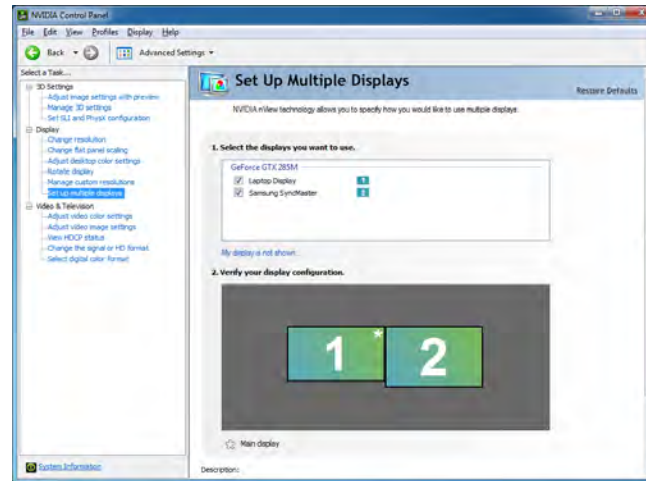 NVIDIA Control Panel
File Edit View Profiles Display Help
Back Advanced Settings
Select a Task...
3D Settings
Adjust image settings with preview
Manage 3D settings
Set SLI and PhysX configuration
Display
Change resolution
Change flat panel scaling
Adjust desktop color settings
Rotate display
Manage custom resolutions
Set up multiple displays
Video & Television
Adjust video color settings
Adjust video image settings
View HDCP status
Change the signal or HD format
Select digital color format
System Information
Set Up Multiple Displays
Restore Defaults
NVIDIA nView technology allows you to specify how you would like to use multiple displays.
1. Select the displays you want to use.
GeForce GTX 285M
Laptop Display 1
Samsung SyncMaster 2
My display is not shown...
2. Verify your display configuration.
1 2
Main display
Description: